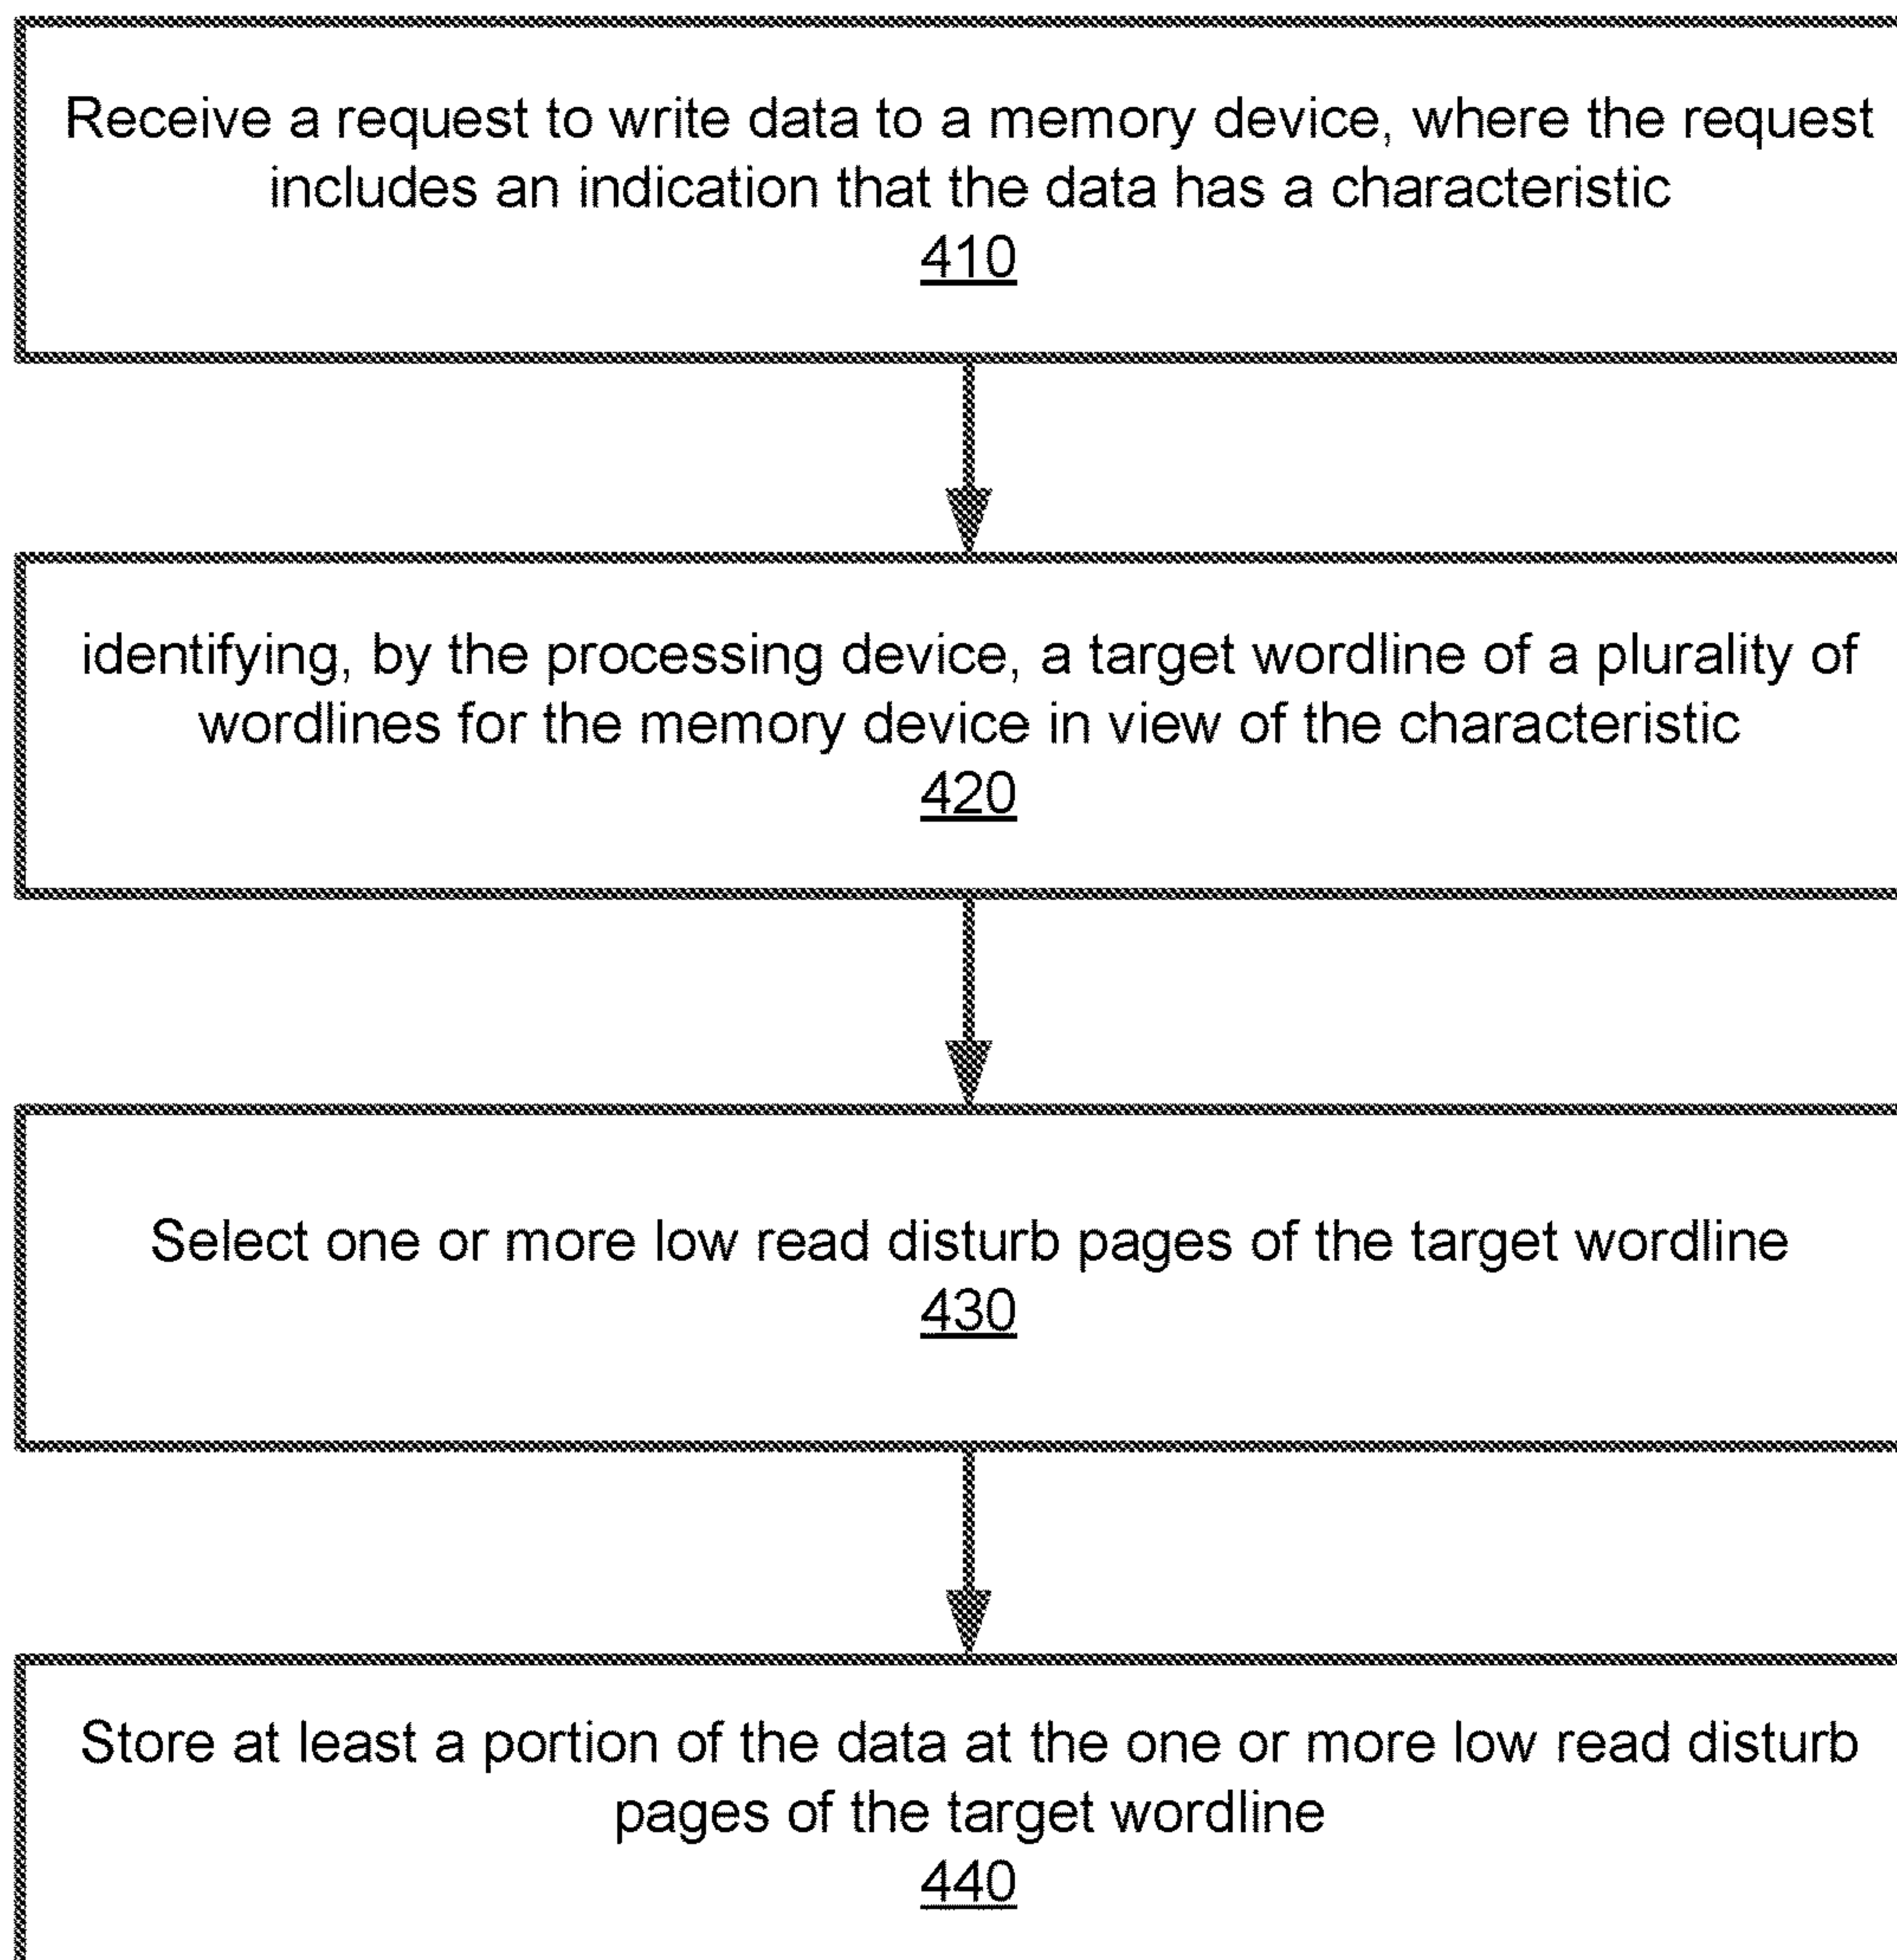 Receive a request to write data to a memory device, where the request
includes an indication that the data has a characteristic
410
identifying, by the processing device, a target wordline of a plurality of
wordlines for the memory device in view of the characteristic
420
Select one or more low read disturb pages of the target wordline
430
Store at least a portion of the data at the one or more low read disturb
pages of the target wordline
440